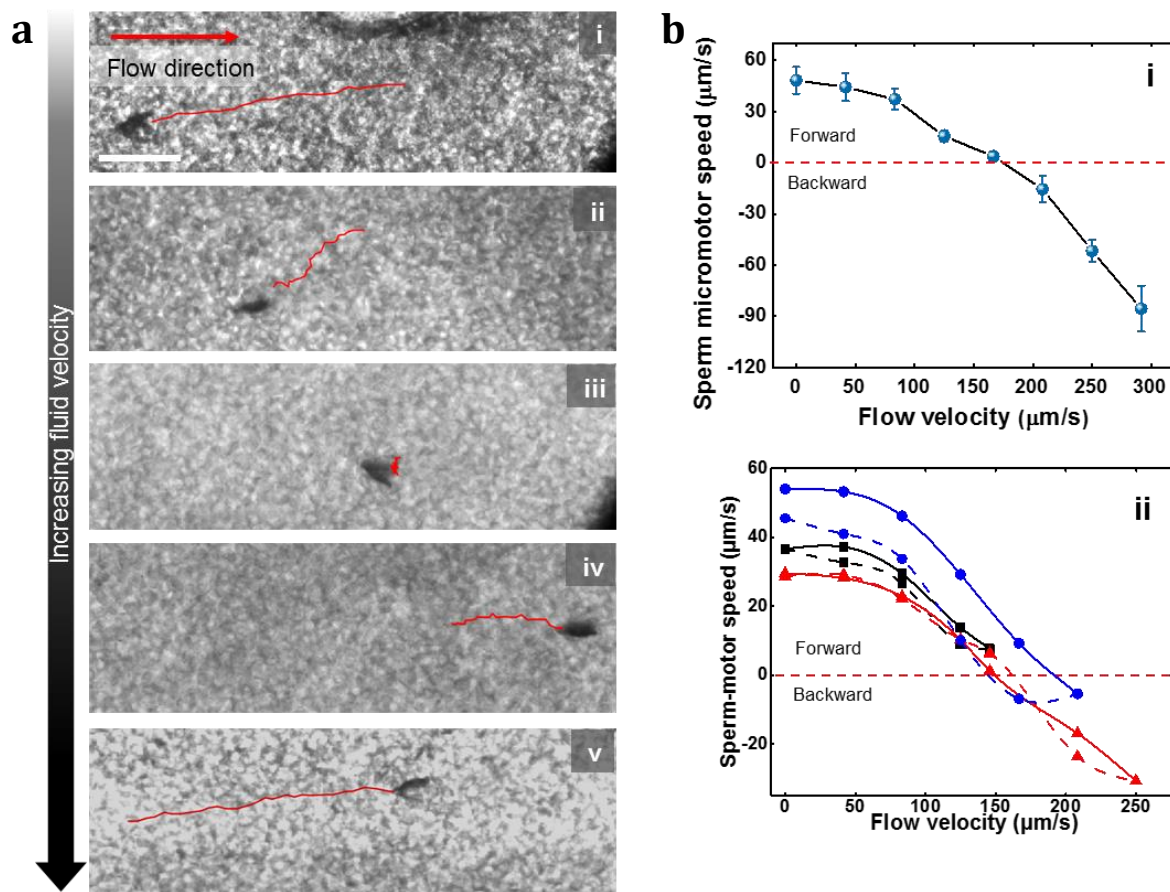 a
Increasing fluid velocity
Flow direction
i
ii
iii
iv
v
b
i
Sperm micromotor speed (µm/s)
60
30
0
-30
-60
-90
-120
Forward
Backward
0 50 100 150 200 250 300
Flow velocity (µm/s)
ii
Sperm-motor speed (µm/s)
60
40
20
0
-20
Forward
Backward
0 50 100 150 200 250
Flow velocity (µm/s)